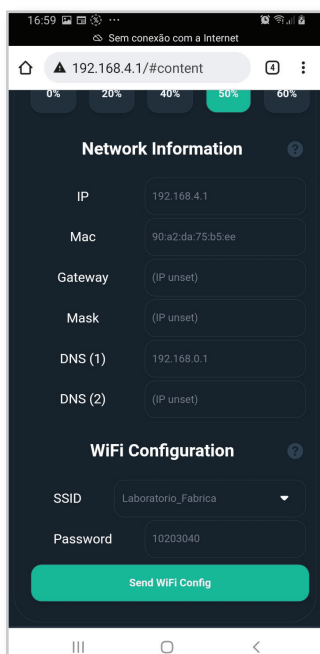 16:59
Sem conexão com a Internet
192.168.4.1/#content 4
0% 20% 40% 50% 60%
Network Information ?
IP 192.168.4.1
Mac 90:a2:da:75:b5:ee
Gateway (IP unset)
Mask (IP unset)
DNS (1) 192.168.0.1
DNS (2) (IP unset)
WiFi Configuration ?
SSID Laboratorio_Fabrica
Password 10203040
Send WiFi Config